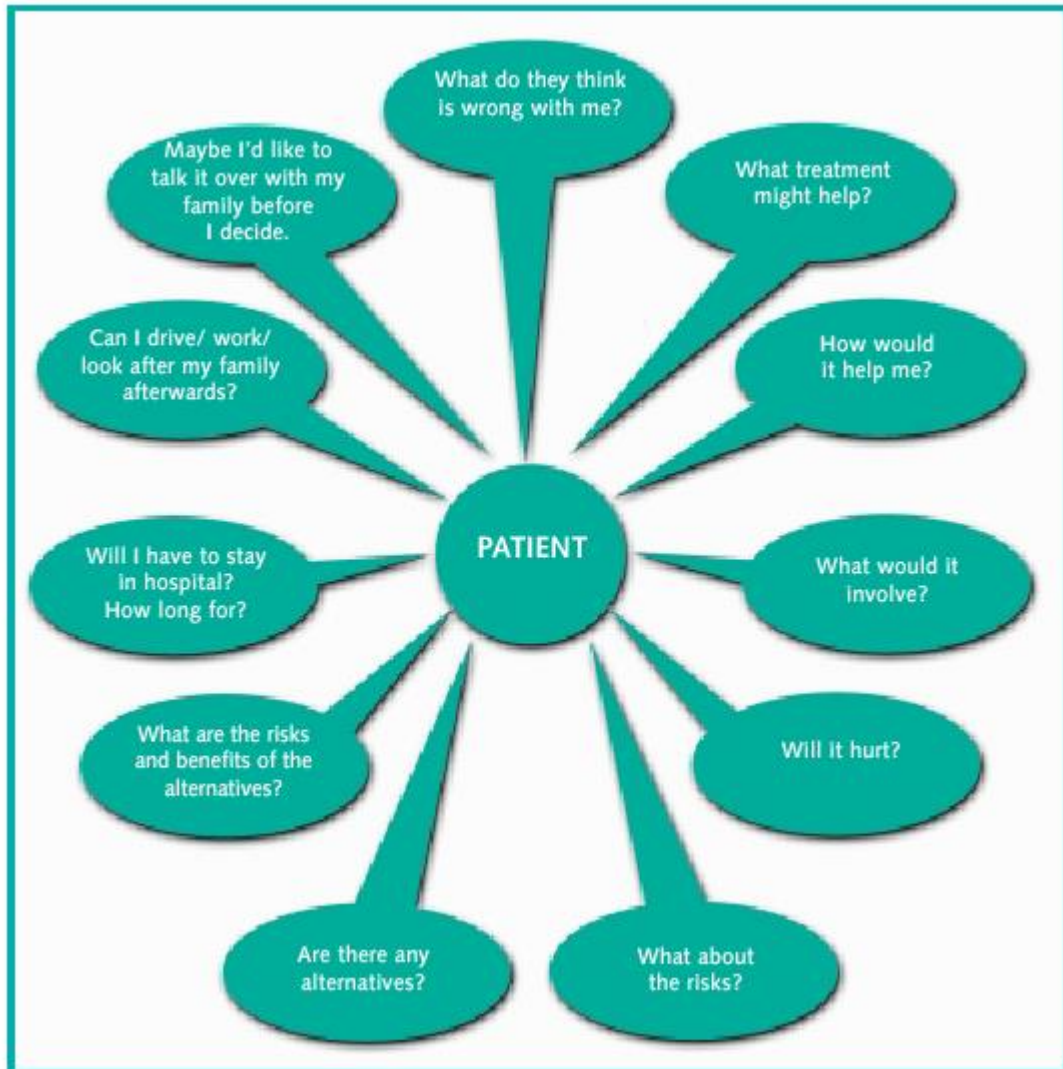 What do they think
is wrong with me?
What treatment
might help?
How would
it help me?
What would it
involve?
Will it hurt?
What about
the risks?
Are there any
alternatives?
What are the risks
and benefits of the
alternatives?
Will I have to stay
in hospital?
How long for?
Can I drive/ work/
look after my family
afterwards?
Maybe I'd like to
talk it over with my
family before
I decide.
PATIENT